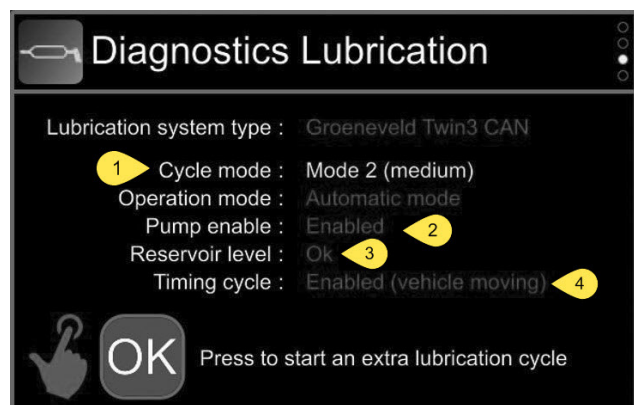 Diagnostics Lubrication
Lubrication system type : Groeneveld Twin3 CAN
1 Cycle mode : Mode 2 (medium)
Operation mode : Automatic mode
Pump enable : Enabled 2
Reservoir level : Ok 3
Timing cycle : Enabled (vehicle moving) 4
OK Press to start an extra lubrication cycle